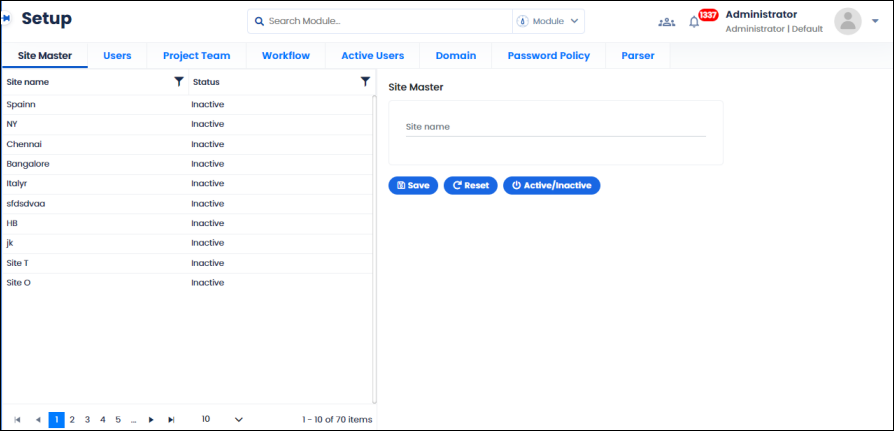 Setup
Search Module...
Module
1337
Administrator
Administrator | Default
Site Master Users Project Team Workflow Active Users Domain Password Policy Parser
Site name Status
Spainn Inactive
NY Inactive
Chennai Inactive
Bangalore Inactive
Italyr Inactive
sfdsdvaa Inactive
HB Inactive
jk Inactive
Site T Inactive
Site O Inactive
1 2 3 4 5 ... 10 1 - 10 of 70 items
Site Master
Site name
Save Reset Active/Inactive